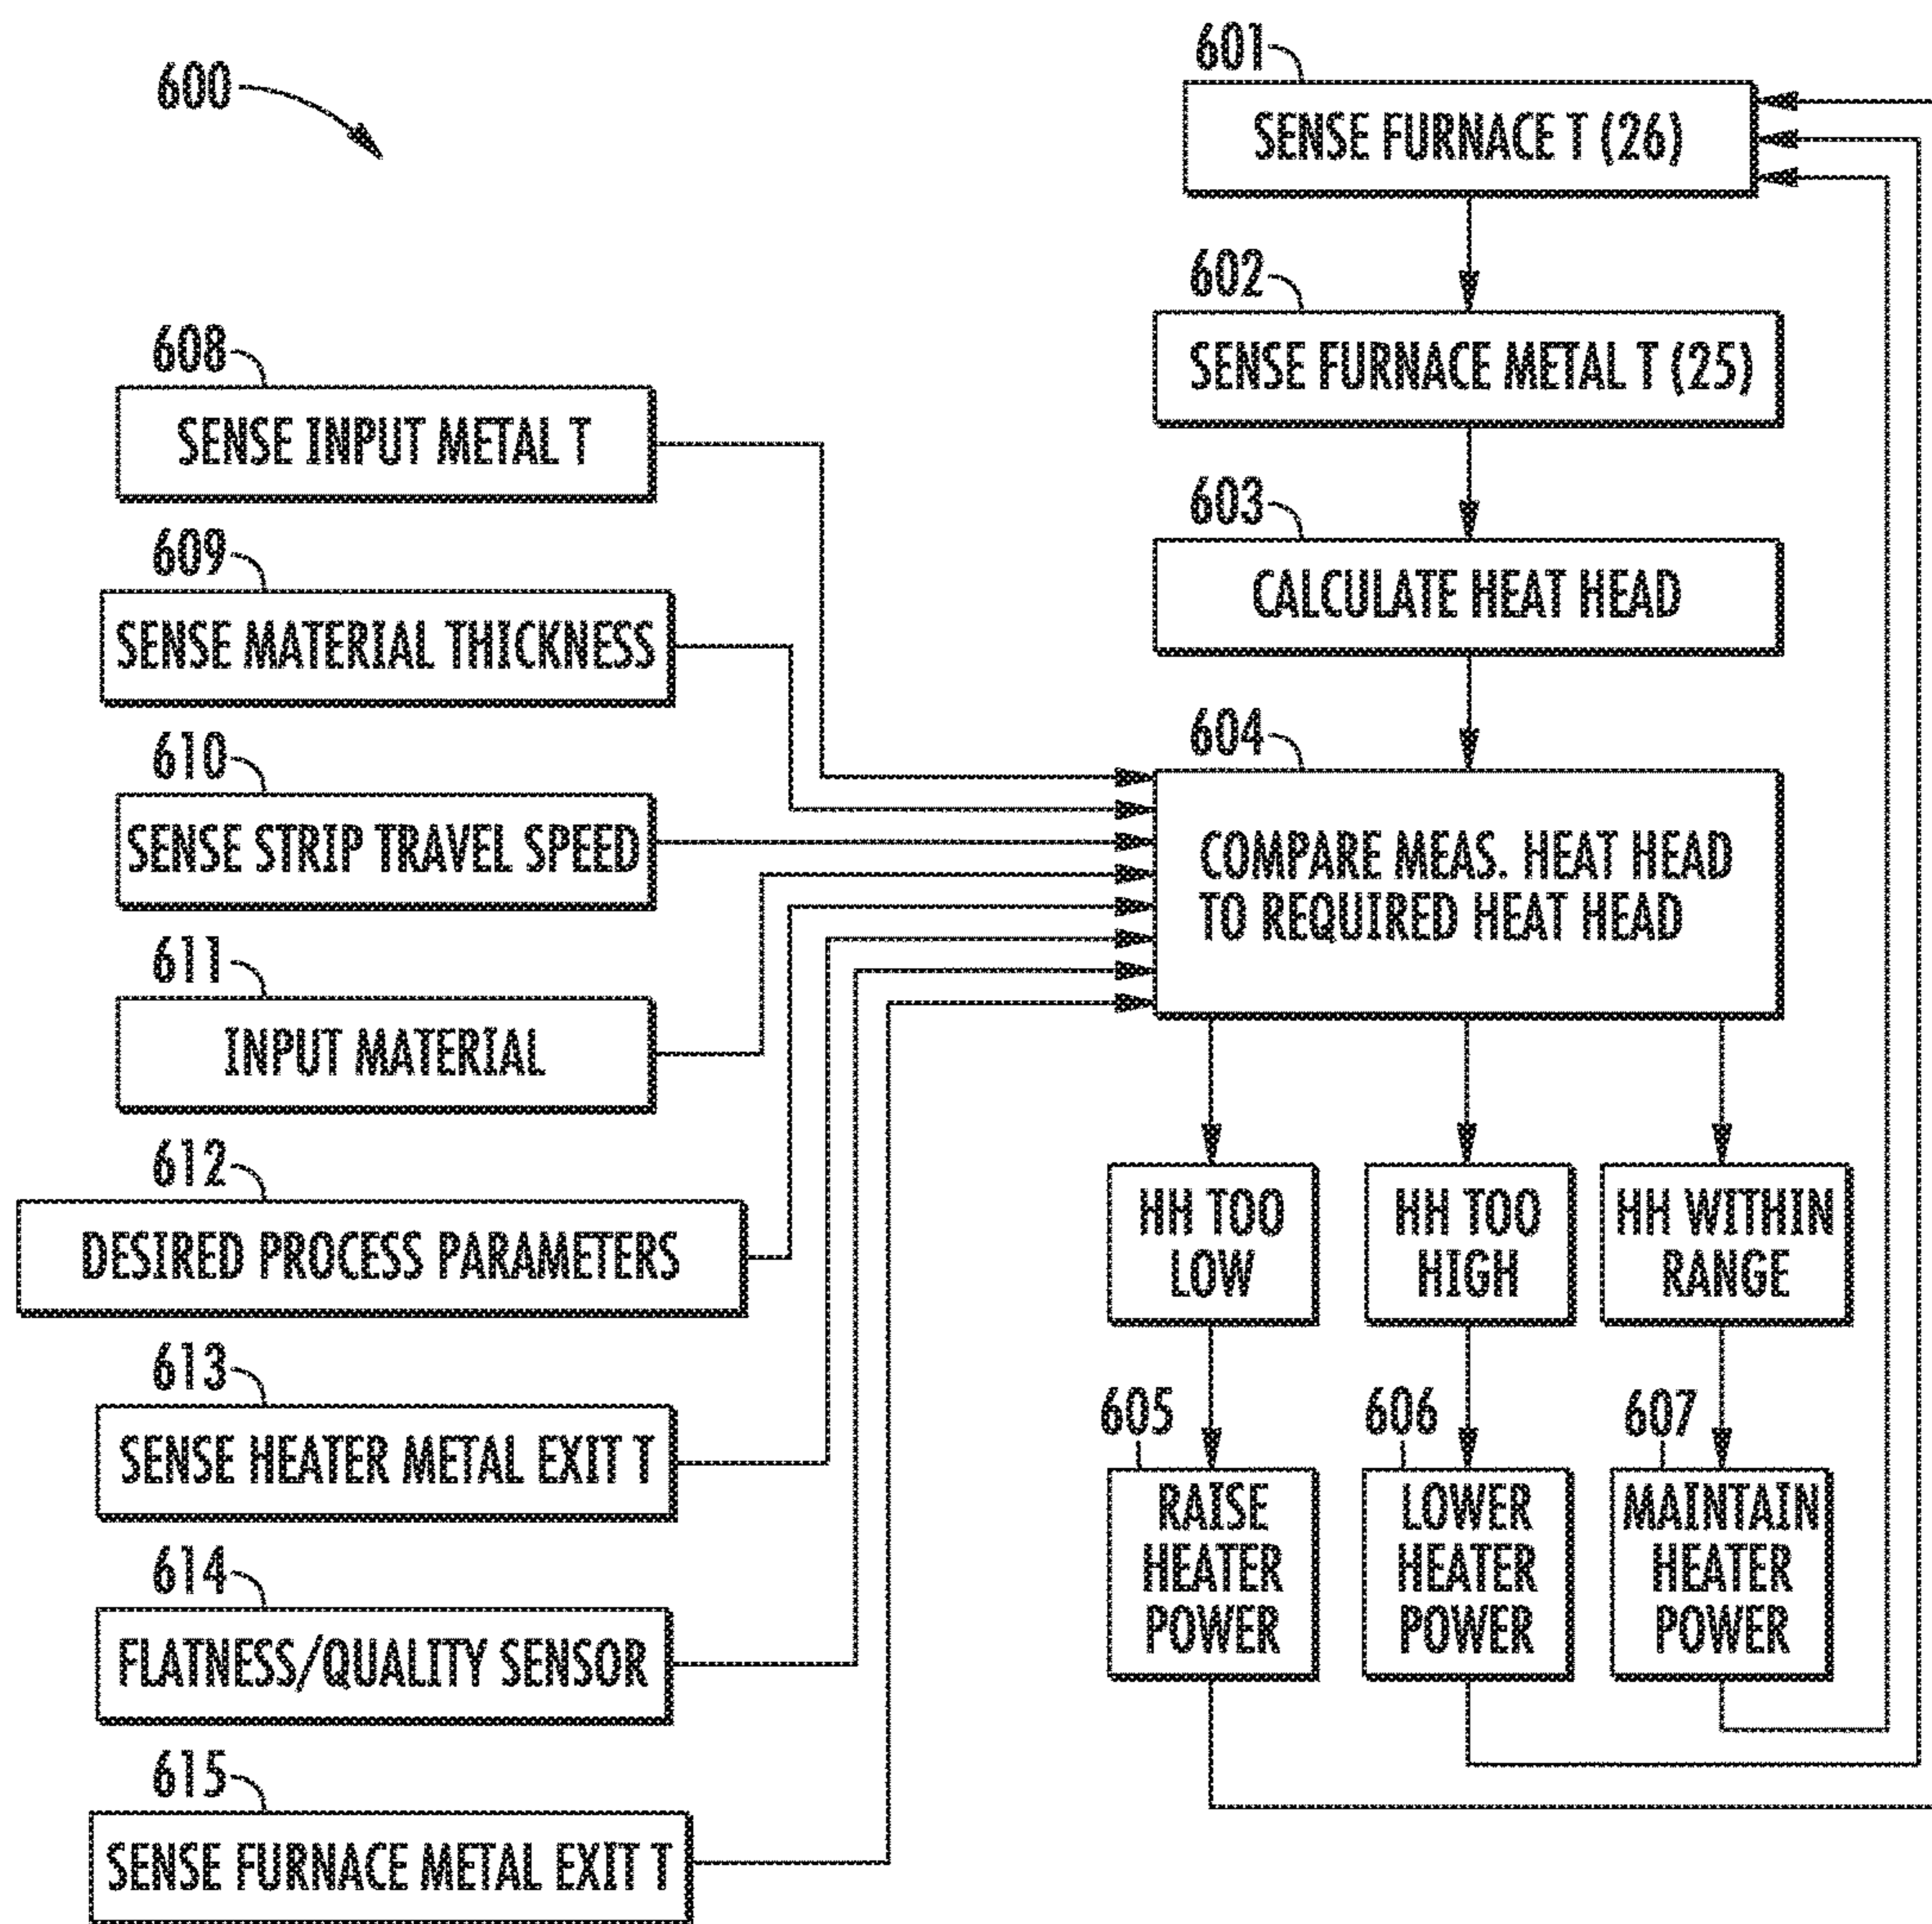 600
601
SENSE FURNACE T (26)
602
SENSE FURNACE METAL T (25)
603
CALCULATE HEAT HEAD
604
COMPARE MEAS. HEAT HEAD
TO REQUIRED HEAT HEAD
608
SENSE INPUT METAL T
609
SENSE MATERIAL THICKNESS
610
SENSE STRIP TRAVEL SPEED
611
INPUT MATERIAL
612
DESIRED PROCESS PARAMETERS
613
SENSE HEATER METAL EXIT T
614
FLATNESS/QUALITY SENSOR
615
SENSE FURNACE METAL EXIT T
HH TOO
LOW
HH TOO
HIGH
HH WITHIN
RANGE
605
RAISE
HEATER
POWER
606
LOWER
HEATER
POWER
607
MAINTAIN
HEATER
POWER